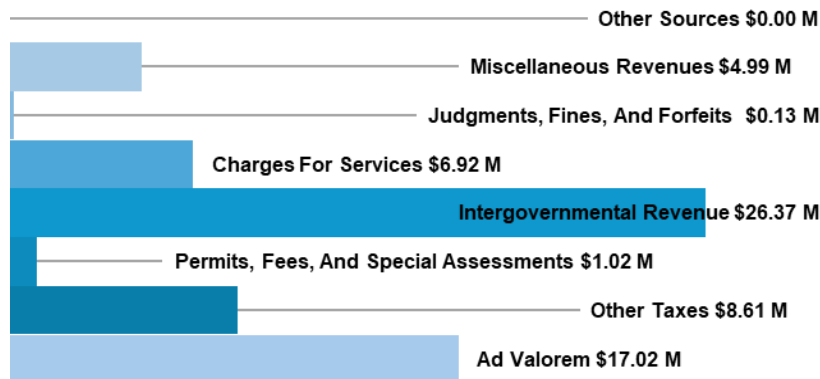 Other Sources $0.00 M
Miscellaneous Revenues $4.99 M
Judgments, Fines, And Forfeits $0.13 M
Charges For Services $6.92 M
Intergovernmental Revenue $26.37 M
Permits, Fees, And Special Assessments $1.02 M
Other Taxes $8.61 M
Ad Valorem $17.02 M